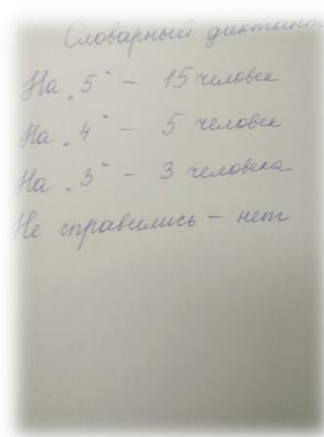 Словарный диктант
На „5“ – 15 человек
На „4“ – 5 человек
На „3“ – 3 человека
Не справились – нет